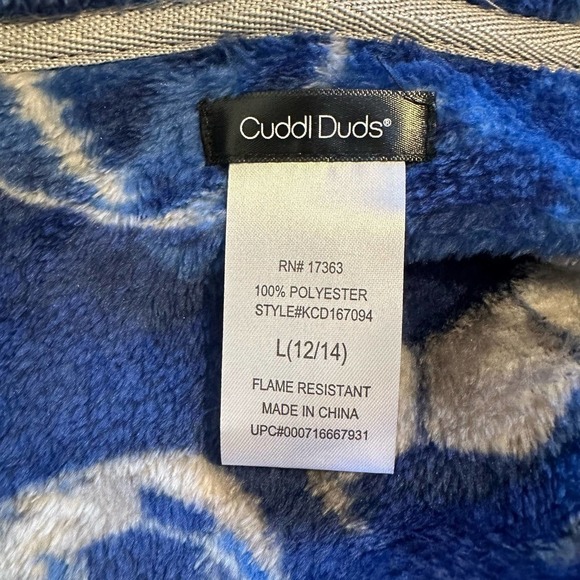 Cuddl Duds®
RN# 17363
100% POLYESTER
STYLE#KCD167094
L(12/14)
FLAME RESISTANT
MADE IN CHINA
UPC#000716667931